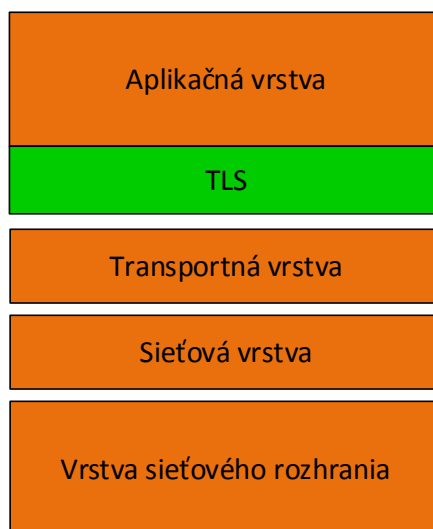 Aplikačná vrstva
TLS
Transportná vrstva
Sieťová vrstva
Vrstva sieťového rozhrania